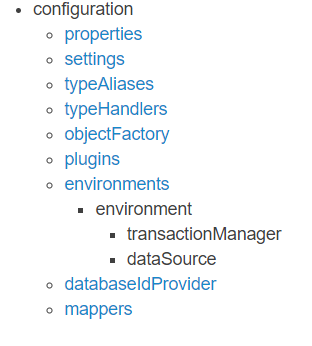 configuration
properties
settings
typeAliases
typeHandlers
objectFactory
plugins
environments
environment
transactionManager
dataSource
databaseIdProvider
mappers